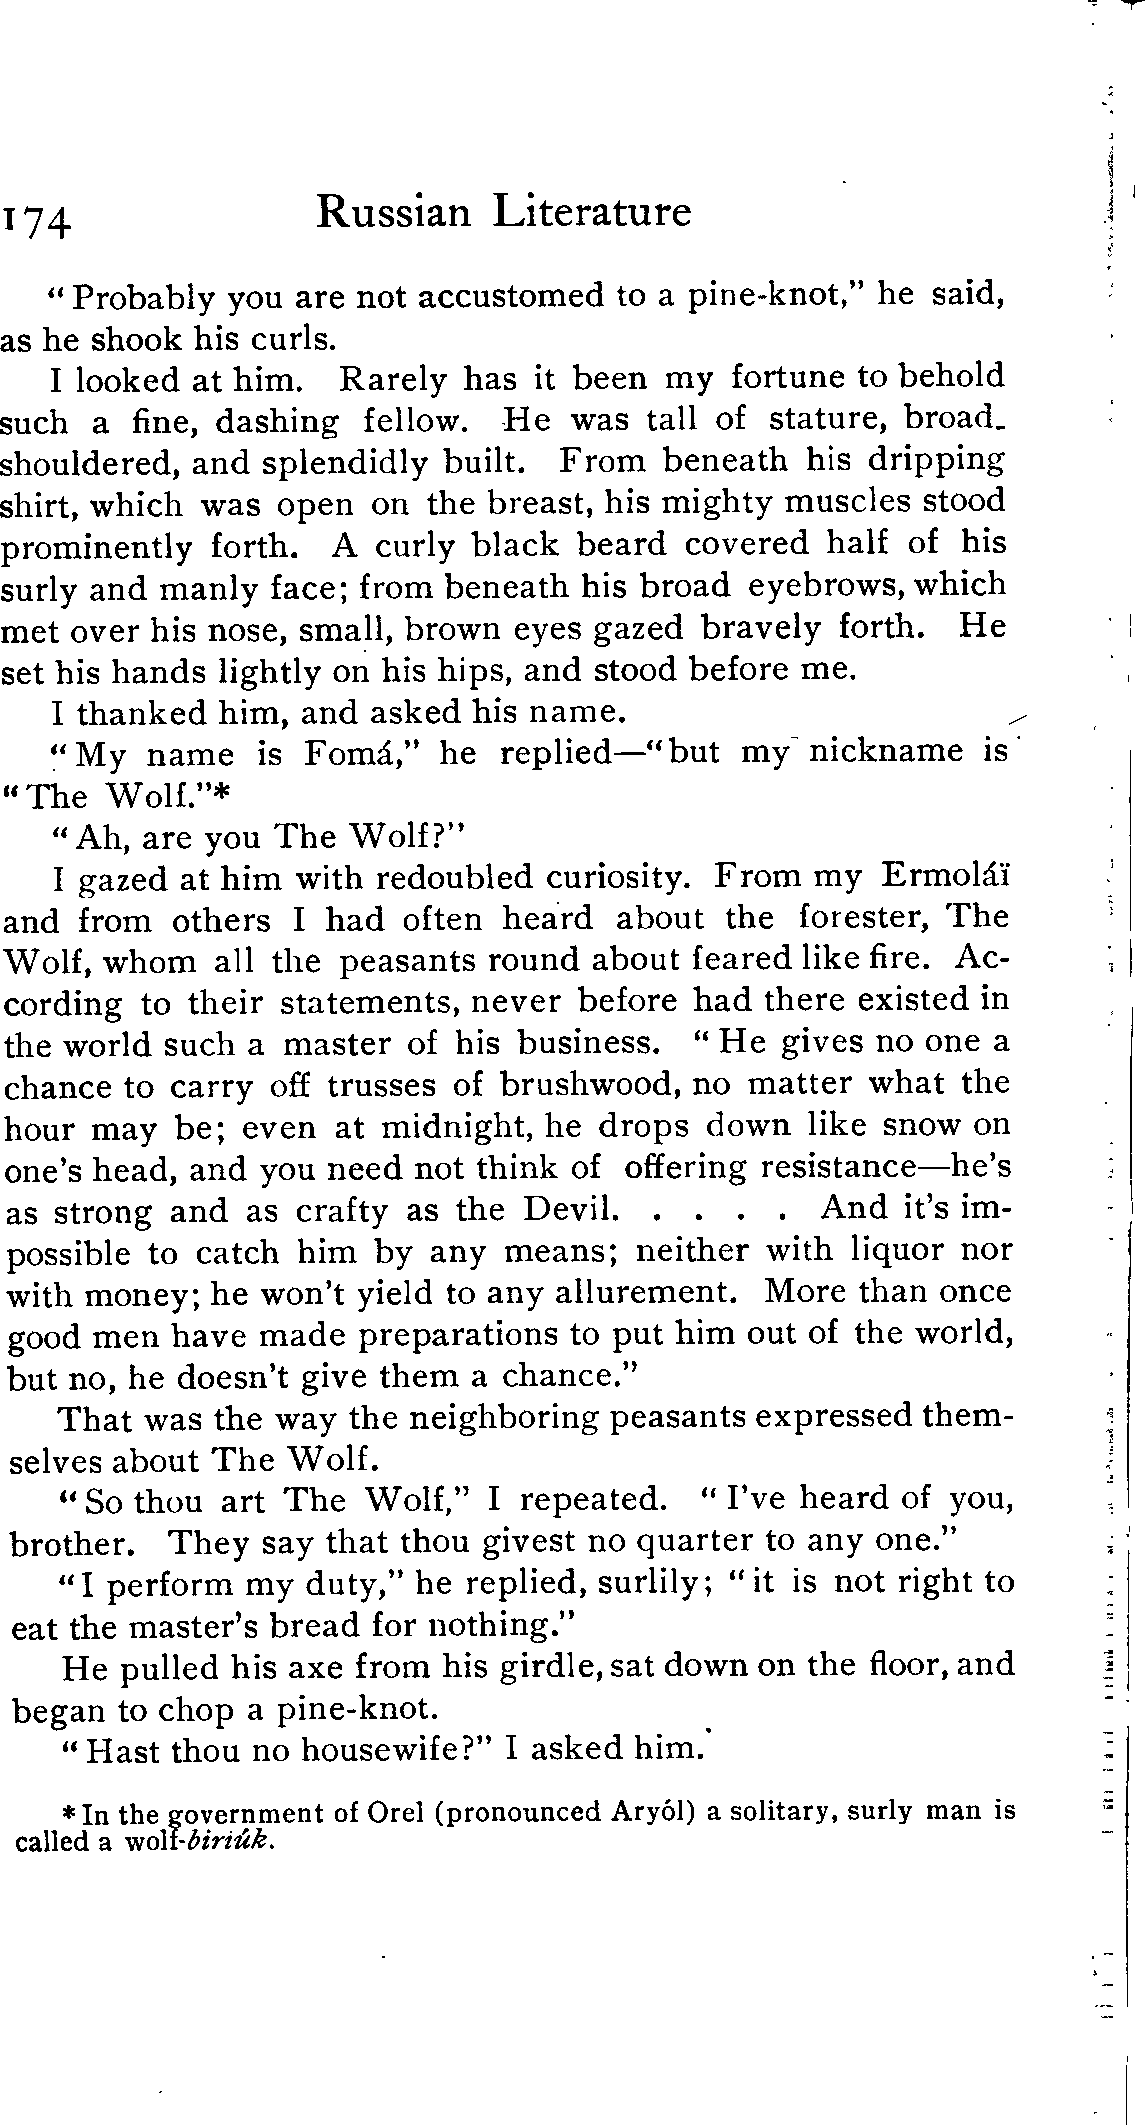 174 Russian Literature
"Probably you are not accustomed to a pine-knot," he said,
as he shook his curls.
I looked at him. Rarely has it been my fortune to behold
such a fine, dashing fellow. He was tall of stature, broad-
shouldered, and splendidly built. From beneath his dripping
shirt, which was open on the breast, his mighty muscles stood
prominently forth. A curly black beard covered half of his
surly and manly face; from beneath his broad eyebrows, which
met over his nose, small, brown eyes gazed bravely forth. He
set his hands lightly on his hips, and stood before me.
I thanked him, and asked his name.
"My name is Fomá," he replied—"but my nickname is
"The Wolf."*
"Ah, are you The Wolf?"
I gazed at him with redoubled curiosity. From my Ermoláï
and from others I had often heard about the forester, The
Wolf, whom all the peasants round about feared like fire. Ac-
cording to their statements, never before had there existed in
the world such a master of his business. "He gives no one a
chance to carry off trusses of brushwood, no matter what the
hour may be; even at midnight, he drops down like snow on
one's head, and you need not think of offering resistance—he's
as strong and as crafty as the Devil. . . . . And it's im-
possible to catch him by any means; neither with liquor nor
with money; he won't yield to any allurement. More than once
good men have made preparations to put him out of the world,
but no, he doesn't give them a chance."
That was the way the neighboring peasants expressed them-
selves about The Wolf.
"So thou art The Wolf," I repeated. "I've heard of you,
brother. They say that thou givest no quarter to any one."
"I perform my duty," he replied, surlily; "it is not right to
eat the master's bread for nothing."
He pulled his axe from his girdle, sat down on the floor, and
began to chop a pine-knot.
"Hast thou no housewife?" I asked him.
*In the government of Orel (pronounced Aryól) a solitary, surly man is
called a wolf-biriúk.